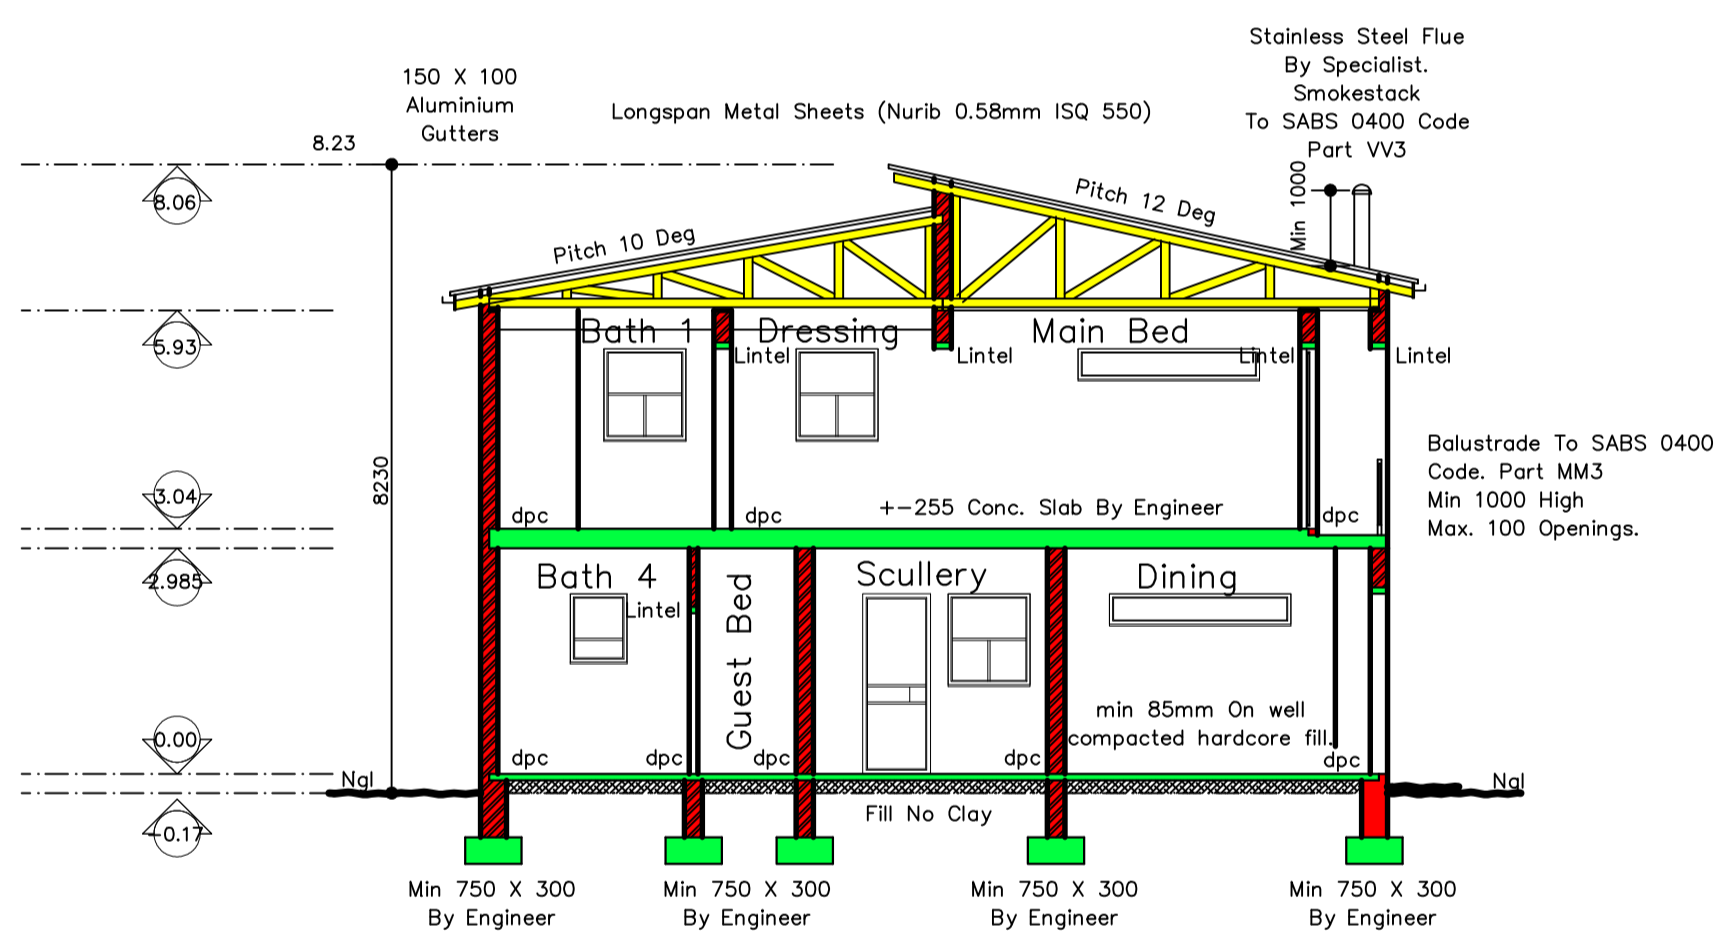 Stainless Steel Flue
By Specialist.
Smokestack
To SABS 0400 Code
Part VV3
150 X 100
Aluminium
Gutters
Longspan Metal Sheets (Nurib 0.58mm ISQ 550)
8.23
8.06
Min 1000
Pitch 12 Deg
Pitch 10 Deg
5.93
Bath 1
Dressing
Main Bed
Lintel
Lintel
Lintel
Lintel
8230
Balustrade To SABS 0400
Code. Part MM3
Min 1000 High
Max. 100 Openings.
3.04
dpc
dpc
+-255 Conc. Slab By Engineer
dpc
2.985
Bath 4
Lintel
Guest Bed
Scullery
Dining
min 85mm On well
compacted hardcore fill.
0.00
dpc
dpc
dpc
dpc
dpc
Ngl
Ngl
-0.17
Fill No Clay
Min 750 X 300
By Engineer
Min 750 X 300
By Engineer
Min 750 X 300
By Engineer
Min 750 X 300
By Engineer